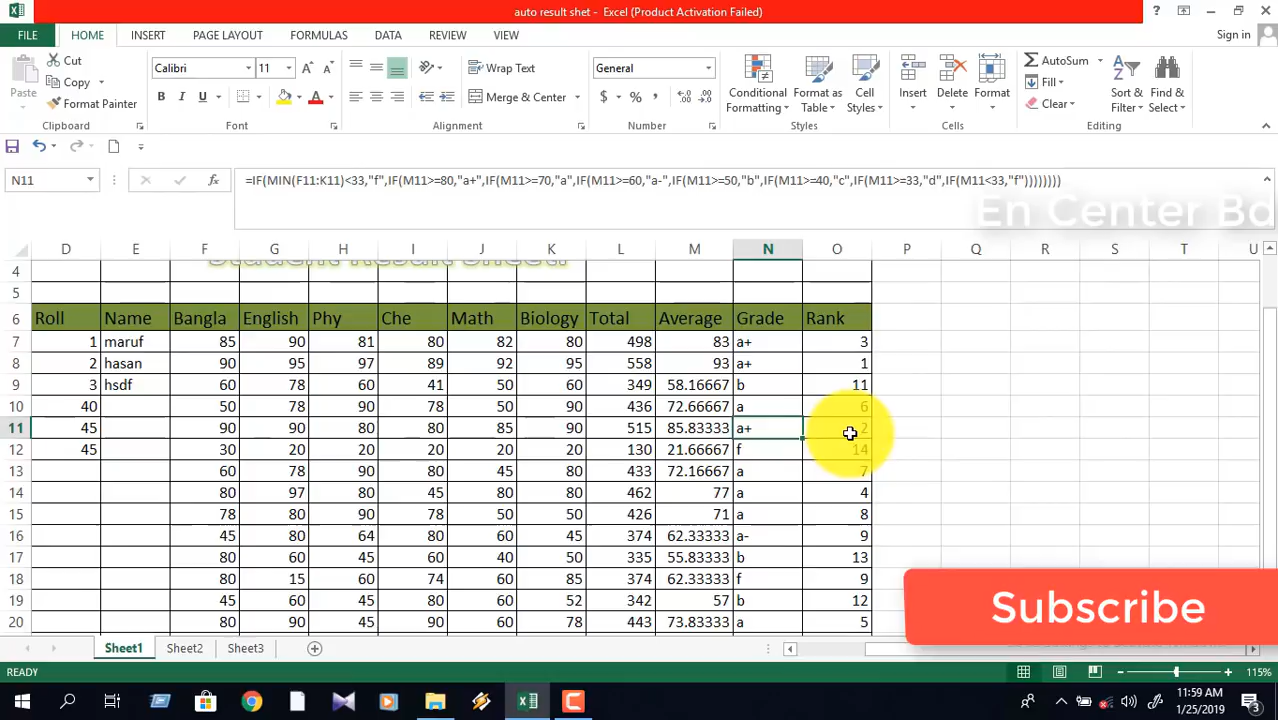 auto result shet - Excel (Product Activation Failed)
FILE HOME INSERT PAGE LAYOUT FORMULAS DATA REVIEW VIEW Sign in
Paste Cut Copy Format Painter Clipboard
Calibri 11 B I U A Font
Wrap Text Merge & Center Alignment
General $ % , Number
Conditional Formatting Format as Table Cell Styles Styles
Insert Delete Format Cells
AutoSum Fill Clear Sort & Filter Find & Select Editing
N11 fx =IF(MIN(F11:K11)<33,"f",IF(M11>=80,"a+",IF(M11>=70,"a",IF(M11>=60,"a-",IF(M11>=50,"b",IF(M11>=40,"c",IF(M11>=33,"d",IF(M11<33,"f"))))))))
En Center Bd
D E F G H I J K L M N O P Q R S T U
4 Student Result Sheet:
5
6 Roll Name Bangla English Phy Che Math Biology Total Average Grade Rank
7 1 maruf 85 90 81 80 82 80 498 83 a+ 3
8 2 hasan 90 95 97 89 92 95 558 93 a+ 1
9 3 hsdf 60 78 60 41 50 60 349 58.16667 b 11
10 40 50 78 90 78 50 90 436 72.66667 a 6
11 45 90 90 80 80 85 90 515 85.83333 a+ 2
12 45 30 20 20 20 20 20 130 21.66667 f 14
13 60 78 90 80 45 80 433 72.16667 a 7
14 80 97 80 45 80 80 462 77 a 4
15 78 80 90 78 50 50 426 71 a 8
16 45 80 64 80 60 45 374 62.33333 a- 9
17 80 60 45 60 40 50 335 55.83333 b 13
18 80 15 60 74 60 85 374 62.33333 f 9
19 45 60 45 80 60 52 342 57 b 12
20 80 90 45 90 60 78 443 73.83333 a 5
Subscribe
Sheet1 Sheet2 Sheet3
READY 115%
11:59 AM
1/25/2019
3